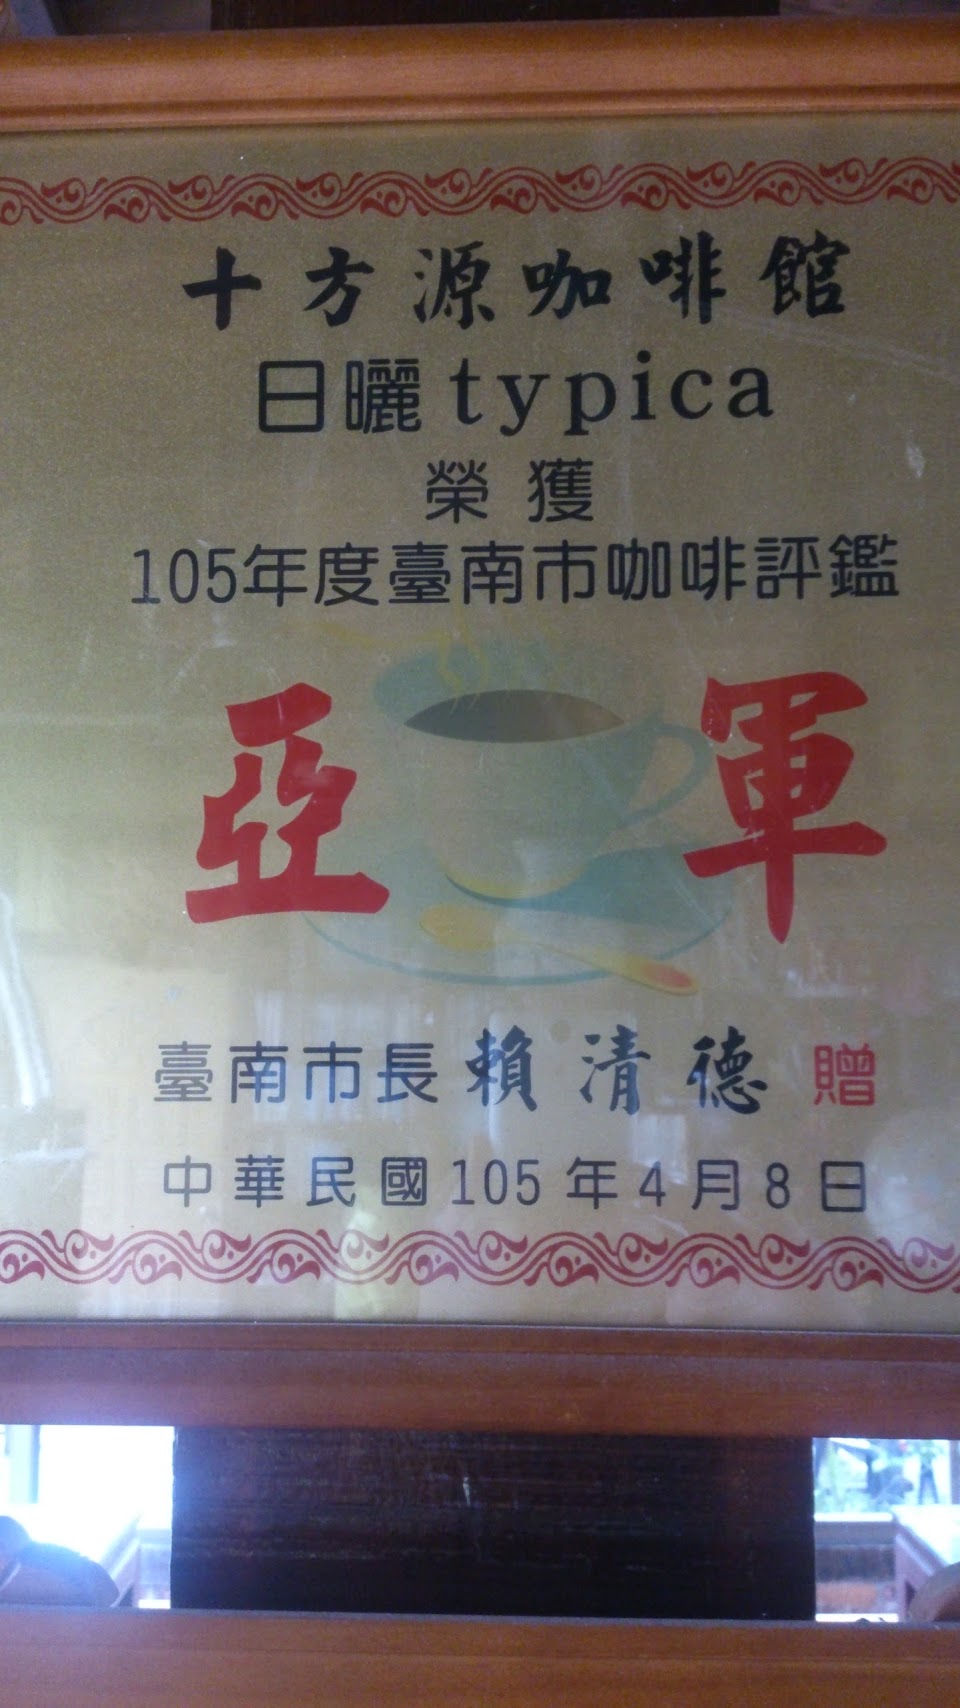 十方源咖啡館
日曬typica
榮獲
105年度臺南市咖啡評鑑
亞軍
臺南市長賴清德贈
中華民國105年4月8日